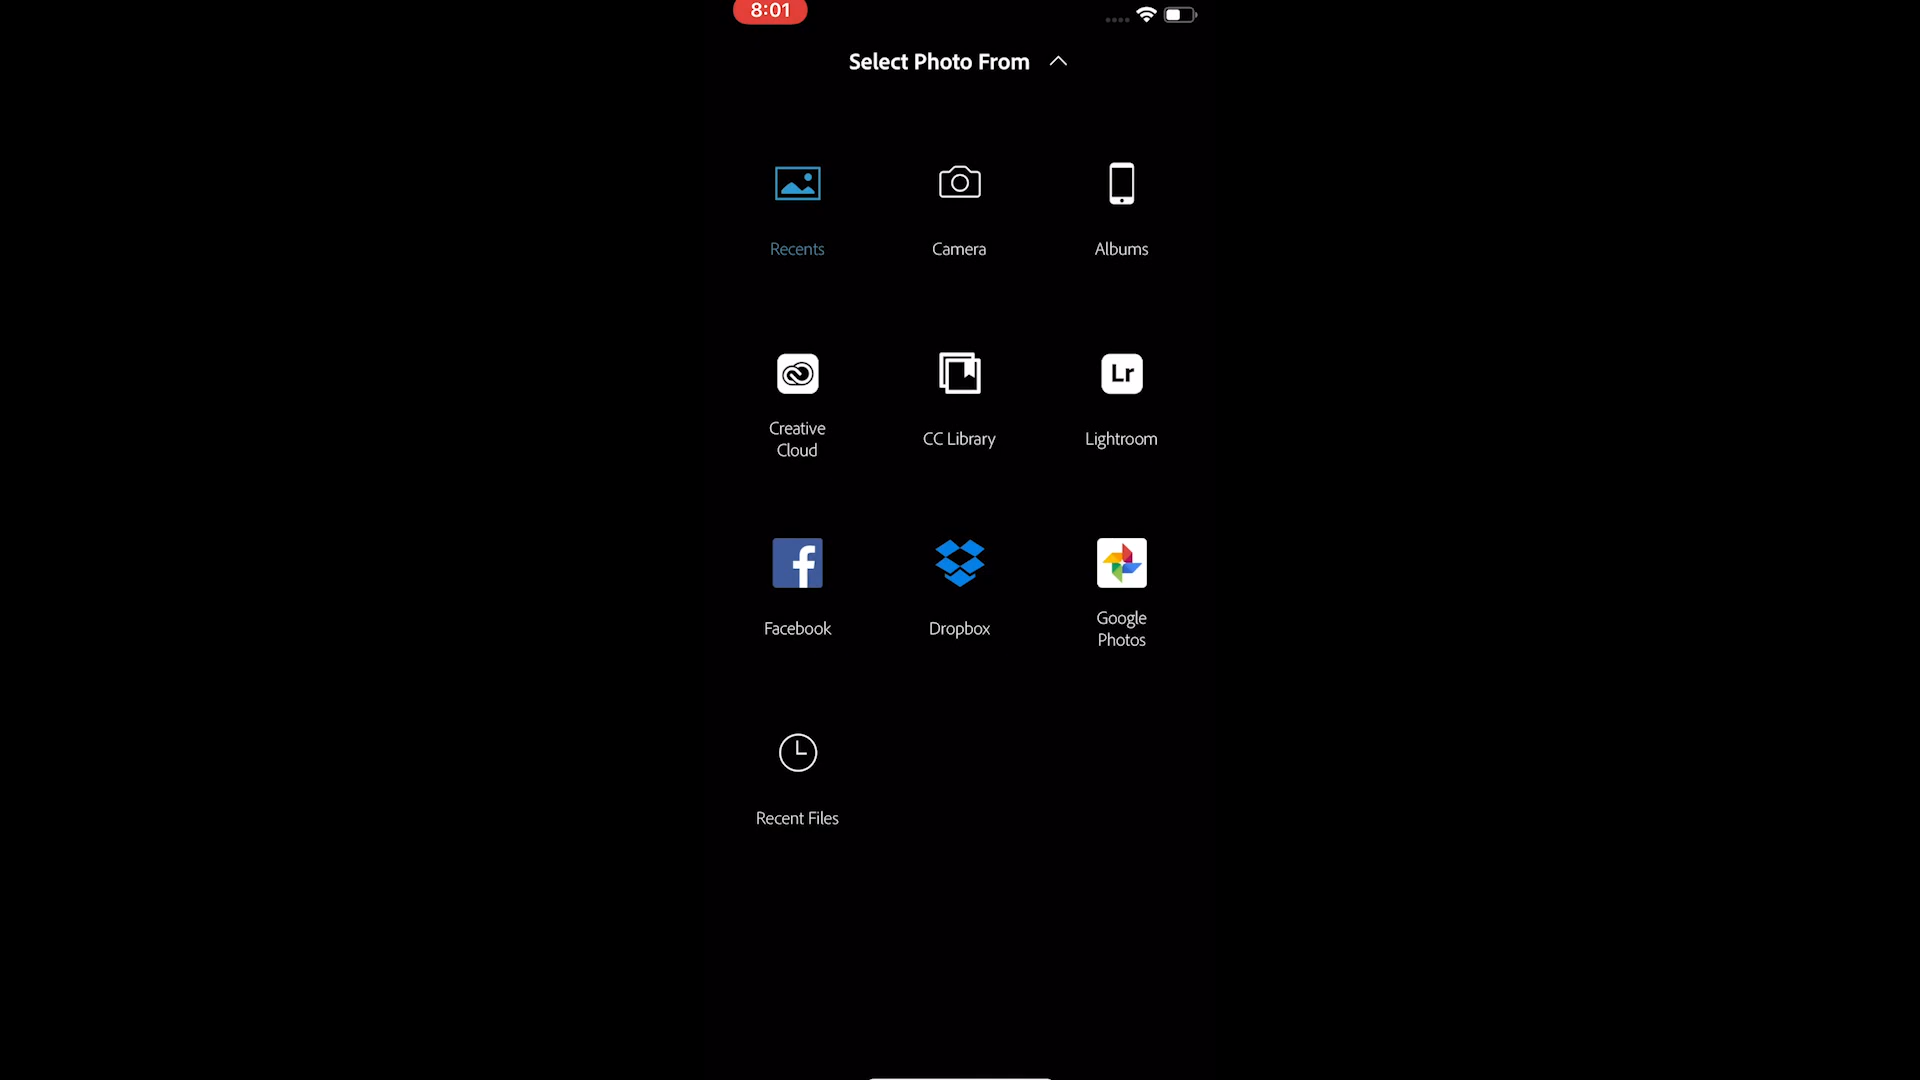 8:01
Select Photo From
Recents
Camera
Albums
Creative
Cloud
CC Library
Lr
Lightroom
Facebook
Dropbox
Google
Photos
Recent Files